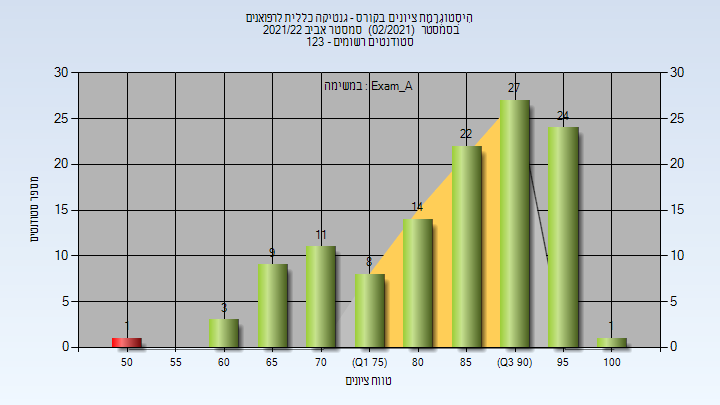 היסטוגרמת ציונים בקורס - גנטיקה כללית לרפואנים
בסמסטר (02/2021) סמסטר אביב 2021/22
סטודנטים רשומים - 123
במשימה : Exam_A
30 30
25 25
20 20
15 15
10 10
5 5
0 0
1 3 9 11 8 14 22 27 24 1
50 55 60 65 70 (Q1 75) 80 85 (Q3 90) 95 100
טווח ציונים
מספר סטודנטים